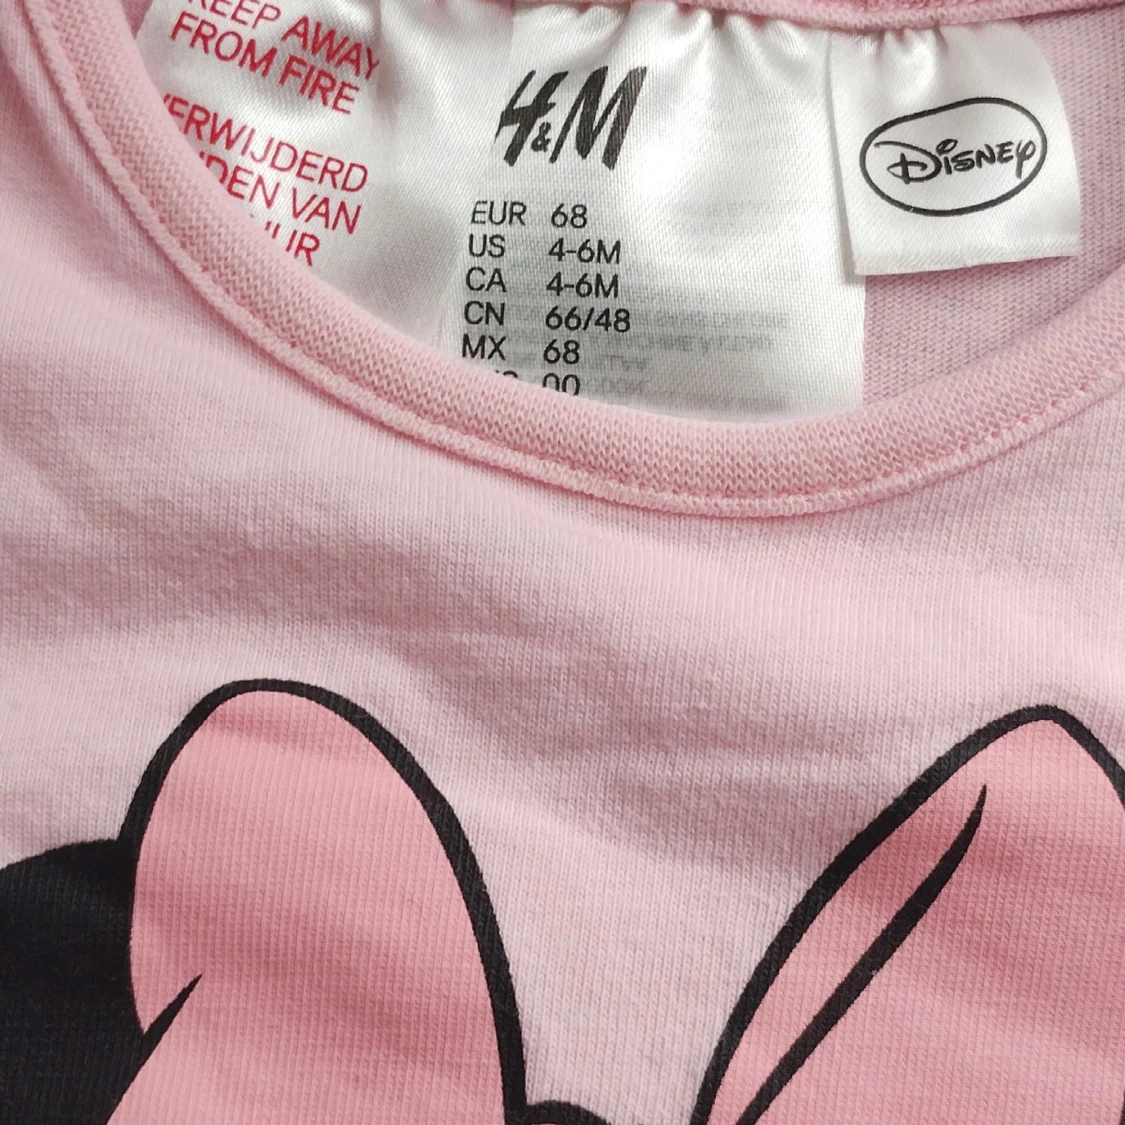 KEEP AWAY
FROM FIRE
VERWIJDERD
VAN
H&M
EUR 68
US 4-6M
CA 4-6M
CN 66/48
MX 68
00
Disney